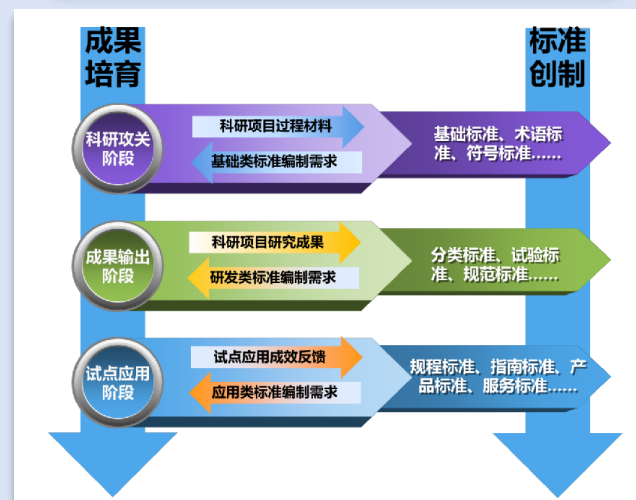 成果
培育
标准
创制
科研攻关
阶段
科研项目过程材料
基础类标准编制需求
基础标准、术语标
准、符号标准……
成果输出
阶段
科研项目研究成果
研发类标准编制需求
分类标准、试验标
准、规范标准……
试点应用
阶段
试点应用成效反馈
应用类标准编制需求
规程标准、指南标准、产
品标准、服务标准……